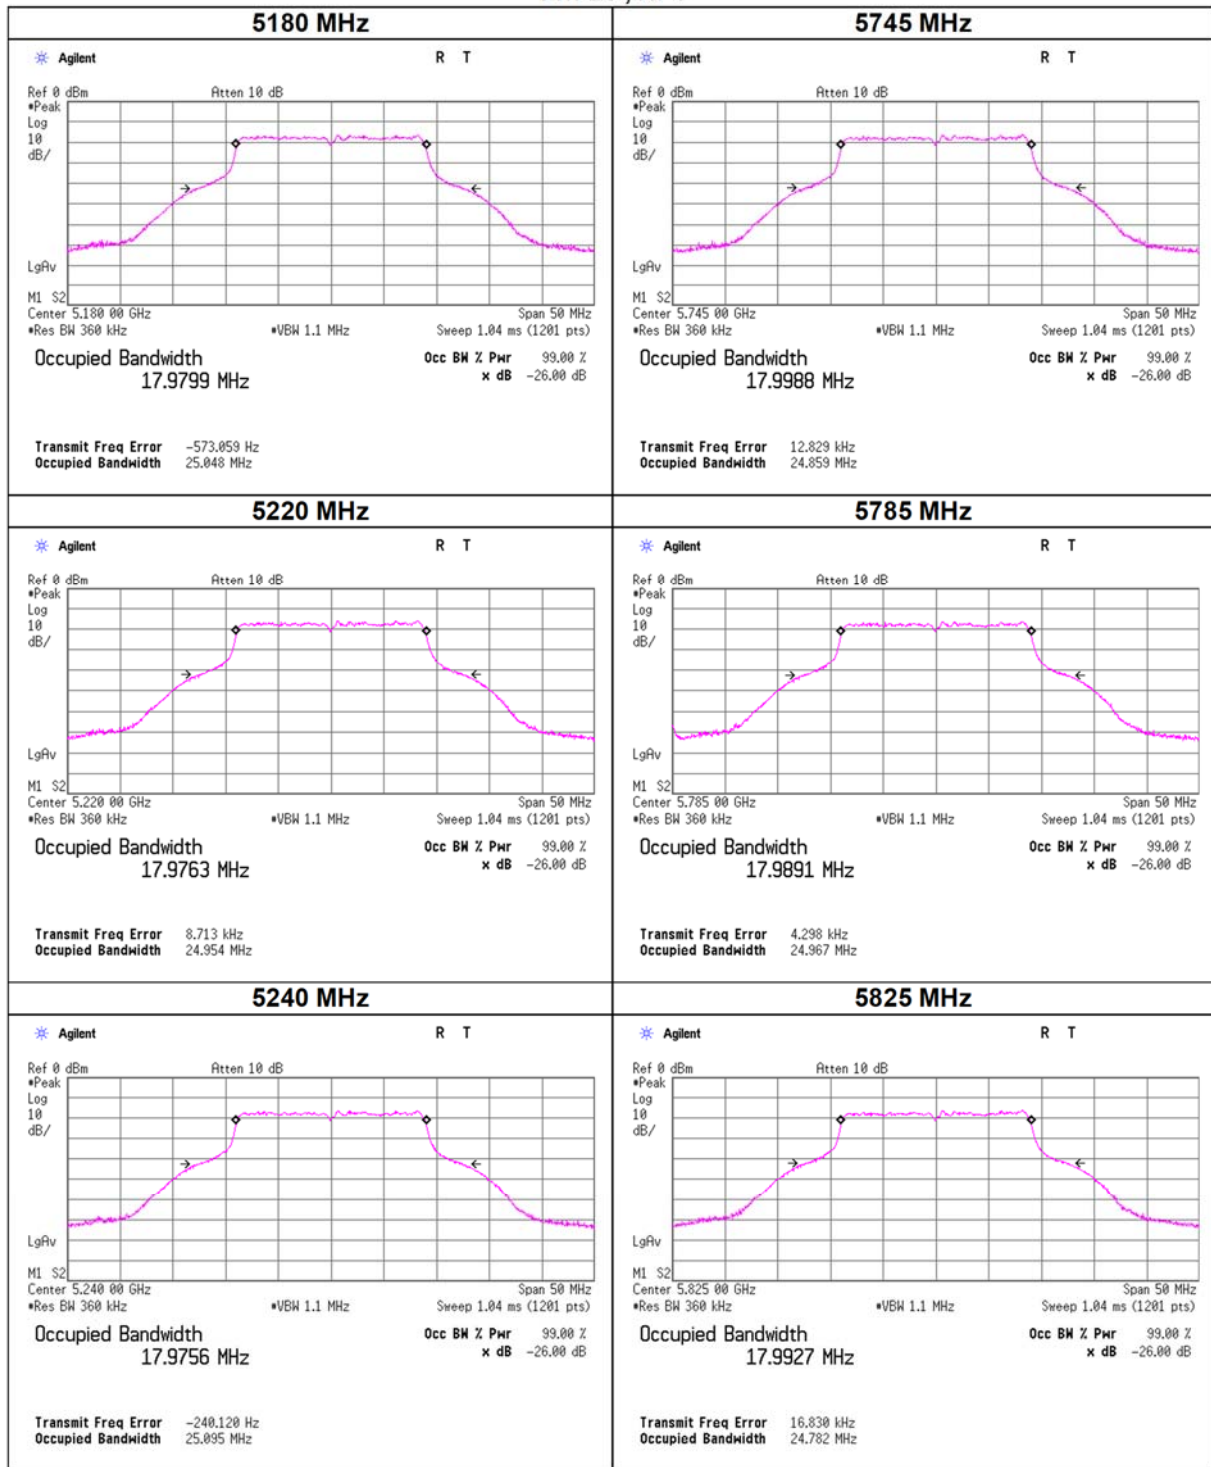 5180 MHz
Agilent R T
Ref 0 dBm Atten 10 dB
*Peak
Log
10
dB/
LgAv
M1 S2
Center 5.180 00 GHz Span 50 MHz
*Res BW 360 kHz *VBW 1.1 MHz Sweep 1.04 ms (1201 pts)
Occupied Bandwidth Occ BW % Pwr 99.00 %
17.9799 MHz x dB -26.00 dB
Transmit Freq Error -573.059 Hz
Occupied Bandwidth 25.048 MHz
5745 MHz
Agilent R T
Ref 0 dBm Atten 10 dB
*Peak
Log
10
dB/
LgAv
M1 S2
Center 5.745 00 GHz Span 50 MHz
*Res BW 360 kHz *VBW 1.1 MHz Sweep 1.04 ms (1201 pts)
Occupied Bandwidth Occ BW % Pwr 99.00 %
17.9988 MHz x dB -26.00 dB
Transmit Freq Error 12.829 kHz
Occupied Bandwidth 24.859 MHz
5220 MHz
Agilent R T
Ref 0 dBm Atten 10 dB
*Peak
Log
10
dB/
LgAv
M1 S2
Center 5.220 00 GHz Span 50 MHz
*Res BW 360 kHz *VBW 1.1 MHz Sweep 1.04 ms (1201 pts)
Occupied Bandwidth Occ BW % Pwr 99.00 %
17.9763 MHz x dB -26.00 dB
Transmit Freq Error 8.713 kHz
Occupied Bandwidth 24.954 MHz
5785 MHz
Agilent R T
Ref 0 dBm Atten 10 dB
*Peak
Log
10
dB/
LgAv
M1 S2
Center 5.785 00 GHz Span 50 MHz
*Res BW 360 kHz *VBW 1.1 MHz Sweep 1.04 ms (1201 pts)
Occupied Bandwidth Occ BW % Pwr 99.00 %
17.9891 MHz x dB -26.00 dB
Transmit Freq Error 4.298 kHz
Occupied Bandwidth 24.967 MHz
5240 MHz
Agilent R T
Ref 0 dBm Atten 10 dB
*Peak
Log
10
dB/
LgAv
M1 S2
Center 5.240 00 GHz Span 50 MHz
*Res BW 360 kHz *VBW 1.1 MHz Sweep 1.04 ms (1201 pts)
Occupied Bandwidth Occ BW % Pwr 99.00 %
17.9756 MHz x dB -26.00 dB
Transmit Freq Error -240.120 Hz
Occupied Bandwidth 25.095 MHz
5825 MHz
Agilent R T
Ref 0 dBm Atten 10 dB
*Peak
Log
10
dB/
LgAv
M1 S2
Center 5.825 00 GHz Span 50 MHz
*Res BW 360 kHz *VBW 1.1 MHz Sweep 1.04 ms (1201 pts)
Occupied Bandwidth Occ BW % Pwr 99.00 %
17.9927 MHz x dB -26.00 dB
Transmit Freq Error 16.830 kHz
Occupied Bandwidth 24.782 MHz